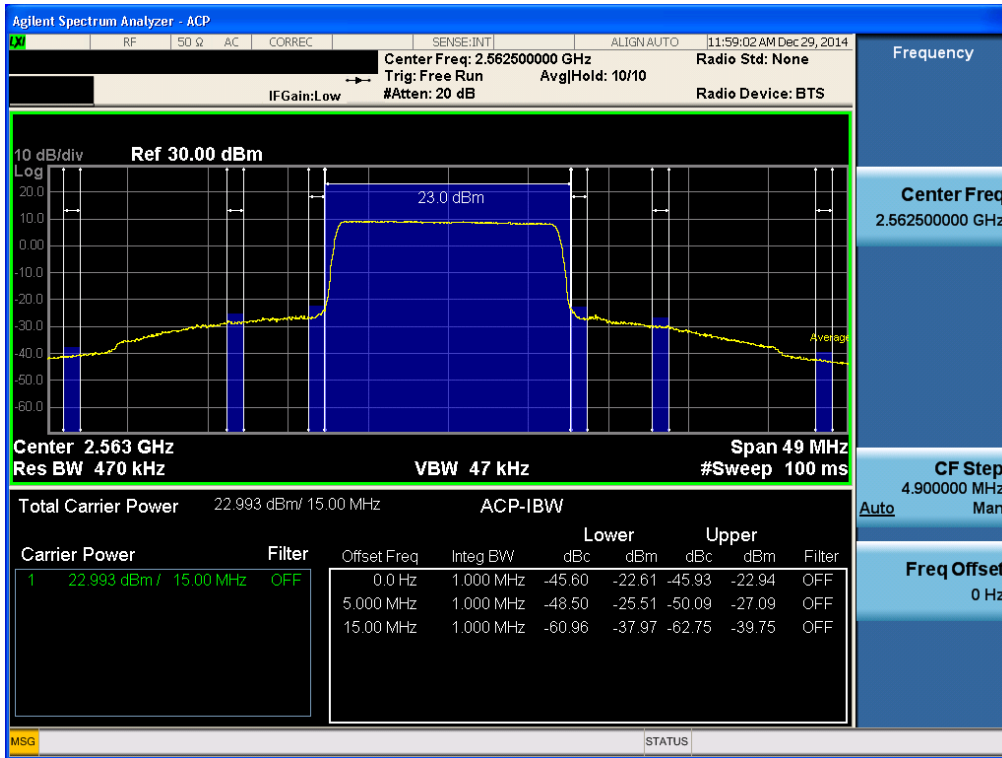 Agilent Spectrum Analyzer - ACP
LXI RF 50 Ω AC CORREC SENSE:INT ALIGN AUTO 11:59:02 AM Dec 29, 2014
Center Freq: 2.562500000 GHz Radio Std: None
Trig: Free Run Avg|Hold: 10/10
IFGain:Low #Atten: 20 dB Radio Device: BTS
10 dB/div Ref 30.00 dBm
Log
20.0
10.0
0.00
-10.0
-20.0
-30.0
-40.0
-50.0
-60.0
23.0 dBm
Average
Center 2.563 GHz Span 49 MHz
Res BW 470 kHz VBW 47 kHz #Sweep 100 ms
Total Carrier Power 22.993 dBm/ 15.00 MHz ACP-IBW
Lower Upper
Carrier Power Filter Offset Freq Integ BW dBc dBm dBc dBm Filter
1 22.993 dBm / 15.00 MHz OFF 0.0 Hz 1.000 MHz -45.60 -22.61 -45.93 -22.94 OFF
5.000 MHz 1.000 MHz -48.50 -25.51 -50.09 -27.09 OFF
15.00 MHz 1.000 MHz -60.96 -37.97 -62.75 -39.75 OFF
MSG STATUS
Frequency
Center Freq
2.562500000 GHz
CF Step
4.900000 MHz
Auto Man
Freq Offset
0 Hz